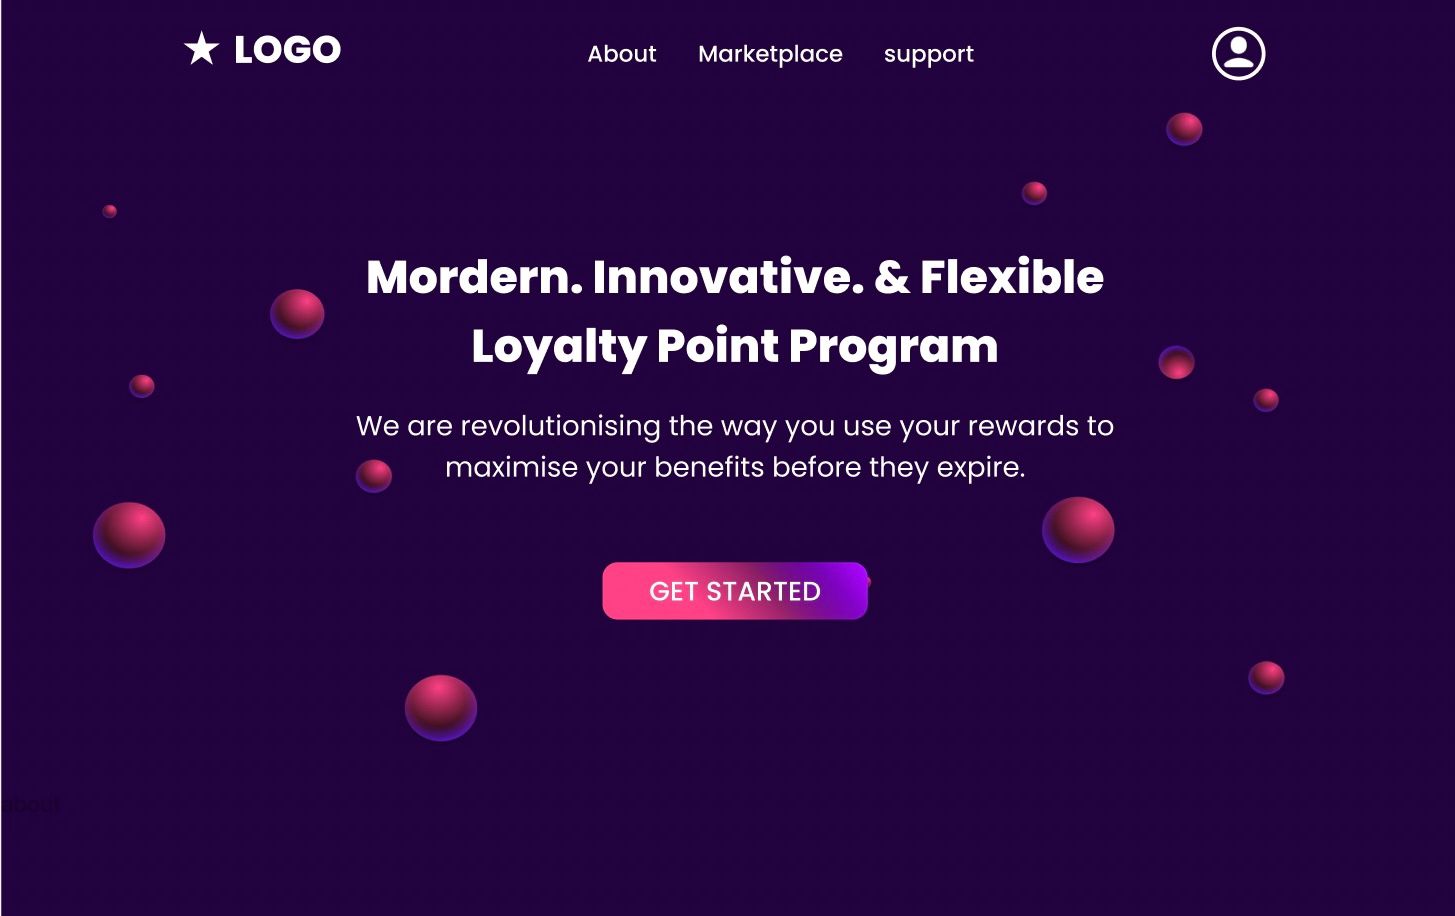 LOGO
About Marketplace support
Mordern. Innovative. & Flexible
Loyalty Point Program
We are revolutionising the way you use your rewards to
maximise your benefits before they expire.
GET STARTED
about